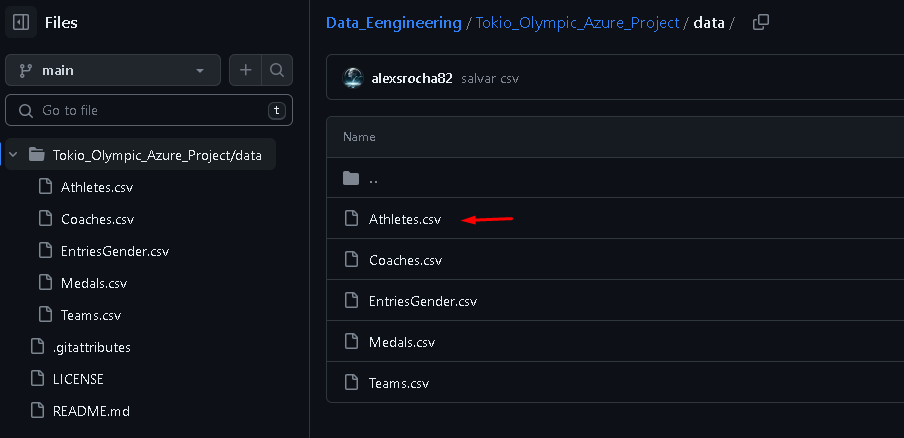 Files
main
Go to file
t
Tokio_Olympic_Azure_Project/data
Athletes.csv
Coaches.csv
EntriesGender.csv
Medals.csv
Teams.csv
.gitattributes
LICENSE
README.md
Data_Eengineering / Tokio_Olympic_Azure_Project / data /
alexsrocha82 salvar csv
Name
..
Athletes.csv
Coaches.csv
EntriesGender.csv
Medals.csv
Teams.csv